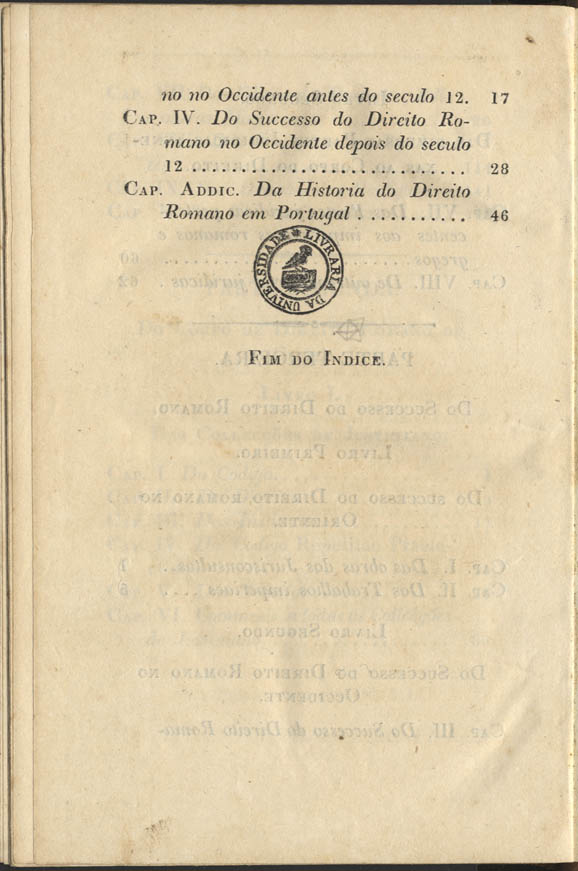 no no Occidente antes do seculo 12. 17
CAP. IV. Do Successo do Direito Ro-
mano no Occidente depois do seculo
12 ............................ 28
CAP. ADDIC. Da Historia do Direito
Romano em Portugal ........... 46
LIVRARIA DA UNIVERSIDADE
FIM DO INDICE.